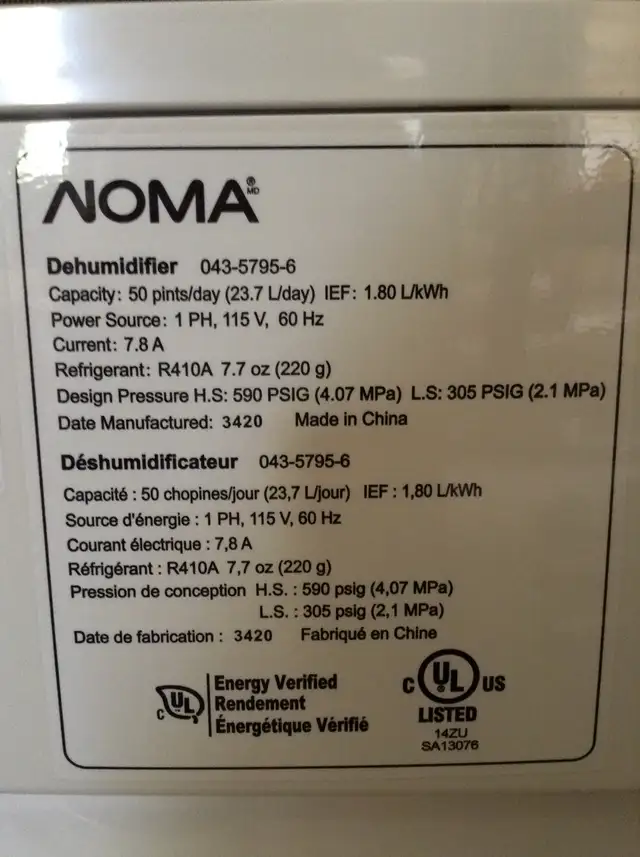 NOMA® MD
Dehumidifier 043-5795-6
Capacity: 50 pints/day (23.7 L/day) IEF: 1.80 L/kWh
Power Source: 1 PH, 115 V, 60 Hz
Current: 7.8 A
Refrigerant: R410A 7.7 oz (220 g)
Design Pressure H.S: 590 PSIG (4.07 MPa) L.S: 305 PSIG (2.1 MPa)
Date Manufactured: 3420 Made in China
Déshumidificateur 043-5795-6
Capacité : 50 chopines/jour (23,7 L/jour) IEF : 1,80 L/kWh
Source d'énergie : 1 PH, 115 V, 60 Hz
Courant électrique : 7,8 A
Réfrigérant : R410A 7,7 oz (220 g)
Pression de conception H.S. : 590 psig (4,07 MPa)
L.S. : 305 psig (2,1 MPa)
Date de fabrication : 3420 Fabriqué en Chine
C UL Energy Verified
Rendement
Énergétique Vérifié
C UL US
LISTED
14ZU
SA13076